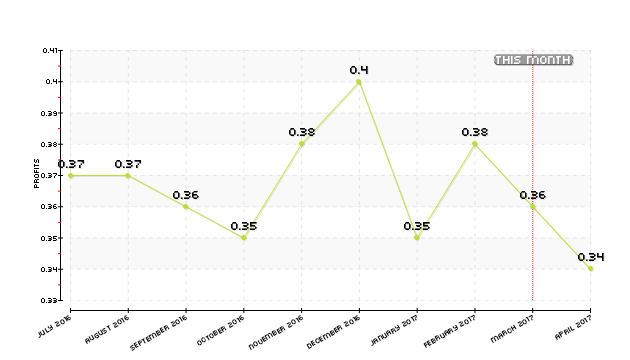 0.41
THIS MONTH
0.4
0.4
0.39
0.38
0.38
0.38
0.37
0.37
0.37
0.36
0.36
0.36
0.35
0.35
0.35
0.34
0.34
0.33
PROFITS
JULY 2016
AUGUST 2016
SEPTEMBER 2016
OCTOBER 2016
NOVEMBER 2016
DECEMBER 2016
JANUARY 2017
FEBRUARY 2017
MARCH 2017
APRIL 2017